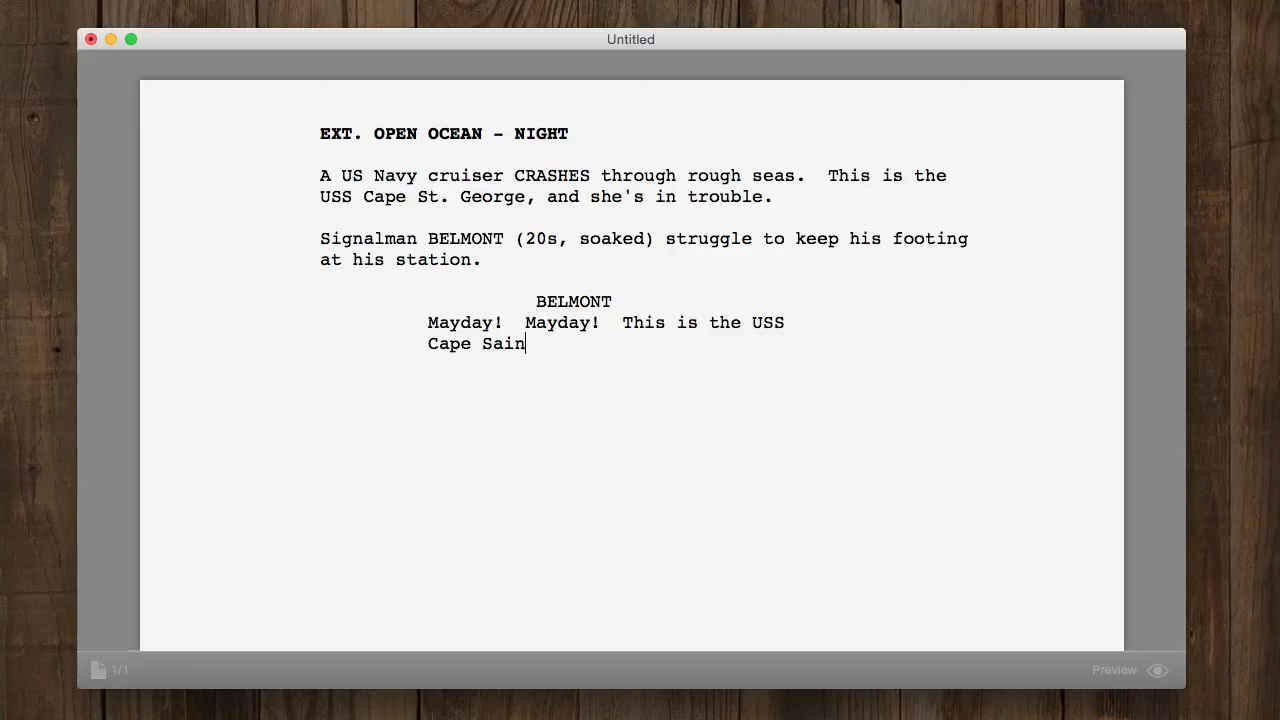 Untitled
EXT. OPEN OCEAN - NIGHT
A US Navy cruiser CRASHES through rough seas.  This is the
USS Cape St. George, and she's in trouble.
Signalman BELMONT (20s, soaked) struggle to keep his footing
at his station.
BELMONT
Mayday!  Mayday!  This is the USS
Cape Sain
1/1
Preview